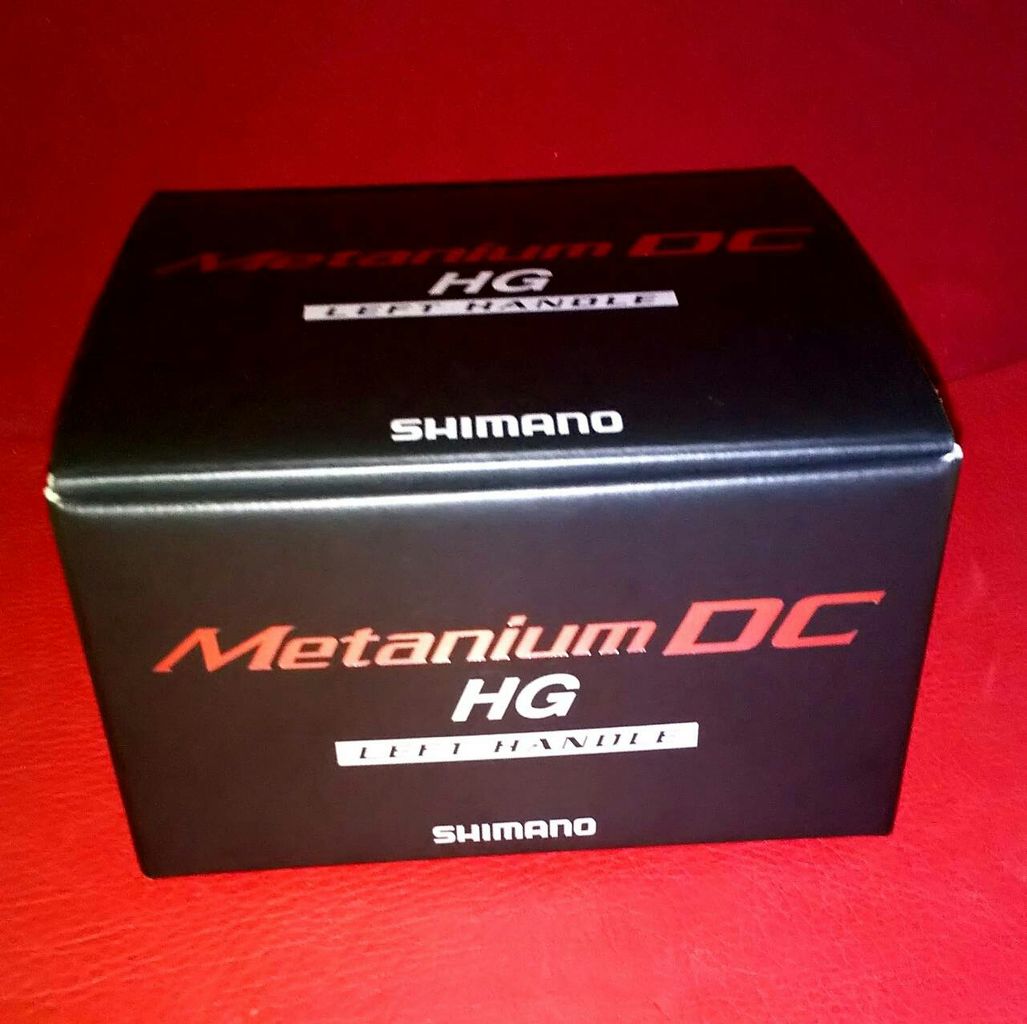 Metanium DC
HG
LEFT HANDLE
SHIMANO
Metanium DC
HG
LEFT HANDLE
SHIMANO